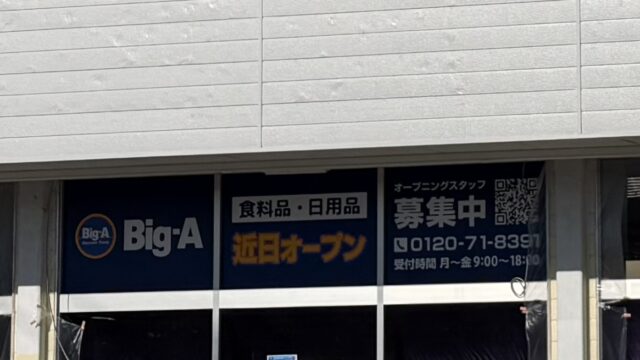 Big-A
Big-A
食料品・日用品
近日オープン
オープニングスタッフ
募集中
0120-71-8391
受付時間 月〜金 9:00〜18:00